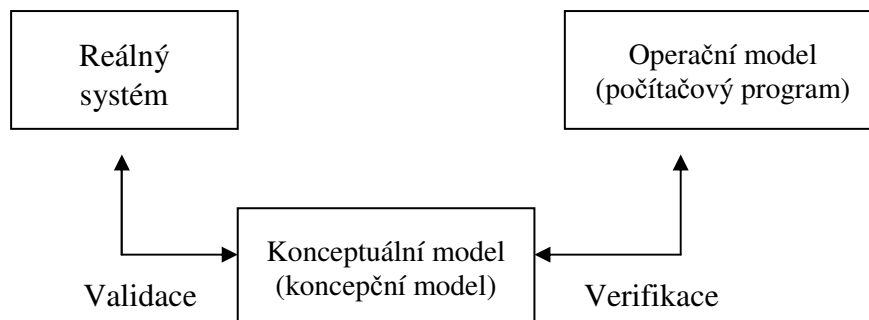 Reálný
systém
Operační model
(počítačový program)
Konceptuální model
(koncepční model)
Validace
Verifikace